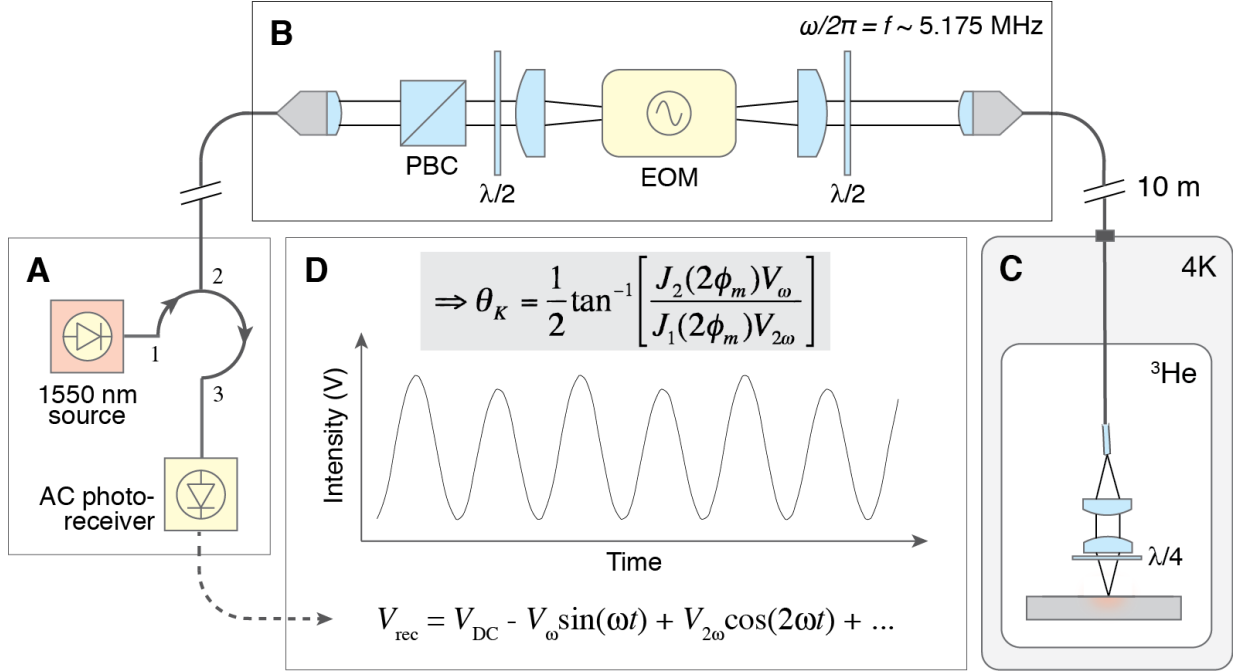 B
ω/2π = f ~ 5.175 MHz
PBC
λ/2
EOM
λ/2
10 m
A
2
1
3
1550 nm
source
AC photo-
receiver
D
⇒ θ_K = 1/2 tan⁻¹[J₂(2ϕ_m)V_ω / J₁(2ϕ_m)V_2ω]
Intensity (V)
Time
V_rec = V_DC - V_ω sin(ωt) + V_2ω cos(2ωt) + ...
C
4K
³He
λ/4